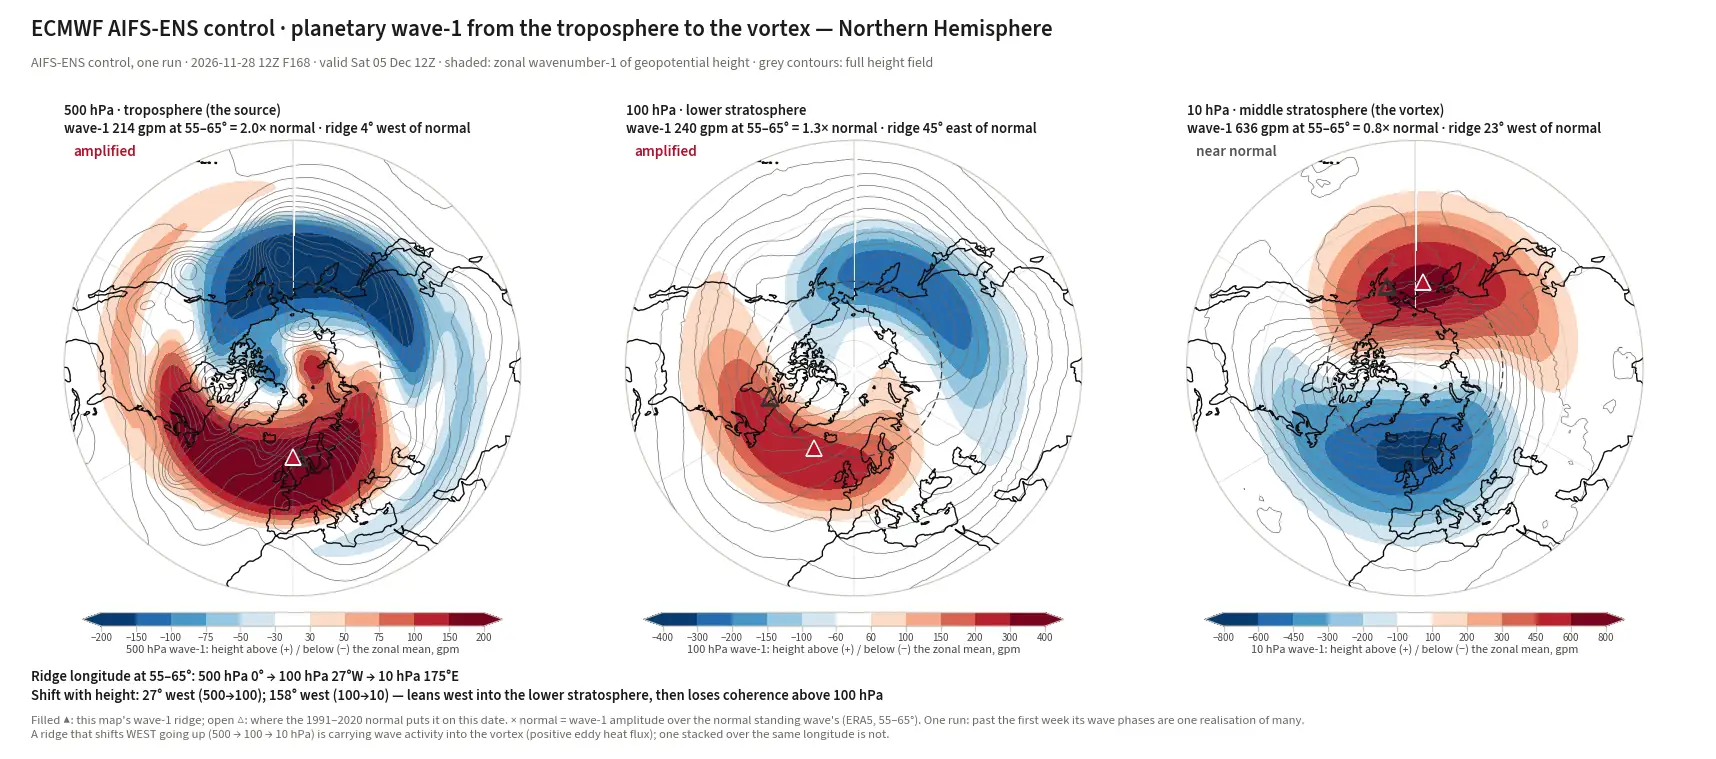 ECMWF AIFS-ENS control · planetary wave-1 from the troposphere to the vortex — Northern Hemisphere
AIFS-ENS control, one run · 2026-11-28 12Z F168 · valid Sat 05 Dec 12Z · shaded: zonal wavenumber-1 of geopotential height · grey contours: full height field
500 hPa · troposphere (the source)
wave-1 214 gpm at 55–65° = 2.0× normal · ridge 4° west of normal
amplified
100 hPa · lower stratosphere
wave-1 240 gpm at 55–65° = 1.3× normal · ridge 45° east of normal
amplified
10 hPa · middle stratosphere (the vortex)
wave-1 636 gpm at 55–65° = 0.8× normal · ridge 23° west of normal
near normal
−200 −150 −100 −75 −50 −30 30 50 75 100 150 200
500 hPa wave-1: height above (+) / below (−) the zonal mean, gpm
−400 −300 −200 −150 −100 −60 60 100 150 200 300 400
100 hPa wave-1: height above (+) / below (−) the zonal mean, gpm
−800 −600 −450 −300 −200 −100 100 200 300 450 600 800
10 hPa wave-1: height above (+) / below (−) the zonal mean, gpm
Ridge longitude at 55–65°: 500 hPa 0° → 100 hPa 27°W → 10 hPa 175°E
Shift with height: 27° west (500→100); 158° west (100→10) — leans west into the lower stratosphere, then loses coherence above 100 hPa
Filled ▲: this map's wave-1 ridge; open △: where the 1991–2020 normal puts it on this date. × normal = wave-1 amplitude over the normal standing wave's (ERA5, 55–65°). One run: past the first week its wave phases are one realisation of many.
A ridge that shifts WEST going up (500 → 100 → 10 hPa) is carrying wave activity into the vortex (positive eddy heat flux); one stacked over the same longitude is not.